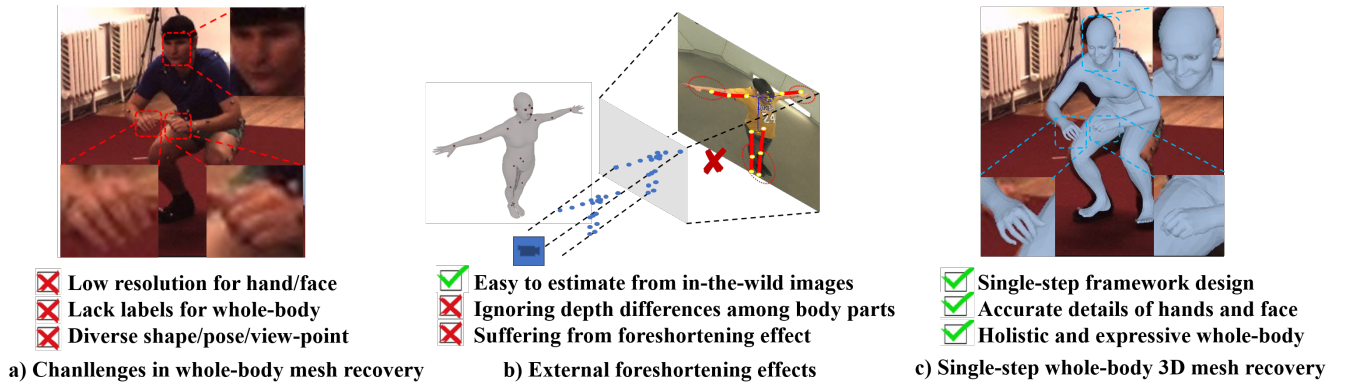 Low resolution for hand/face
Lack labels for whole-body
Diverse shape/pose/view-point
a) Chanllenges in whole-body mesh recovery
24
Easy to estimate from in-the-wild images
Ignoring depth differences among body parts
Suffering from foreshortening effect
b) External foreshortening effects
Single-step framework design
Accurate details of hands and face
Holistic and expressive whole-body
c) Single-step whole-body 3D mesh recovery